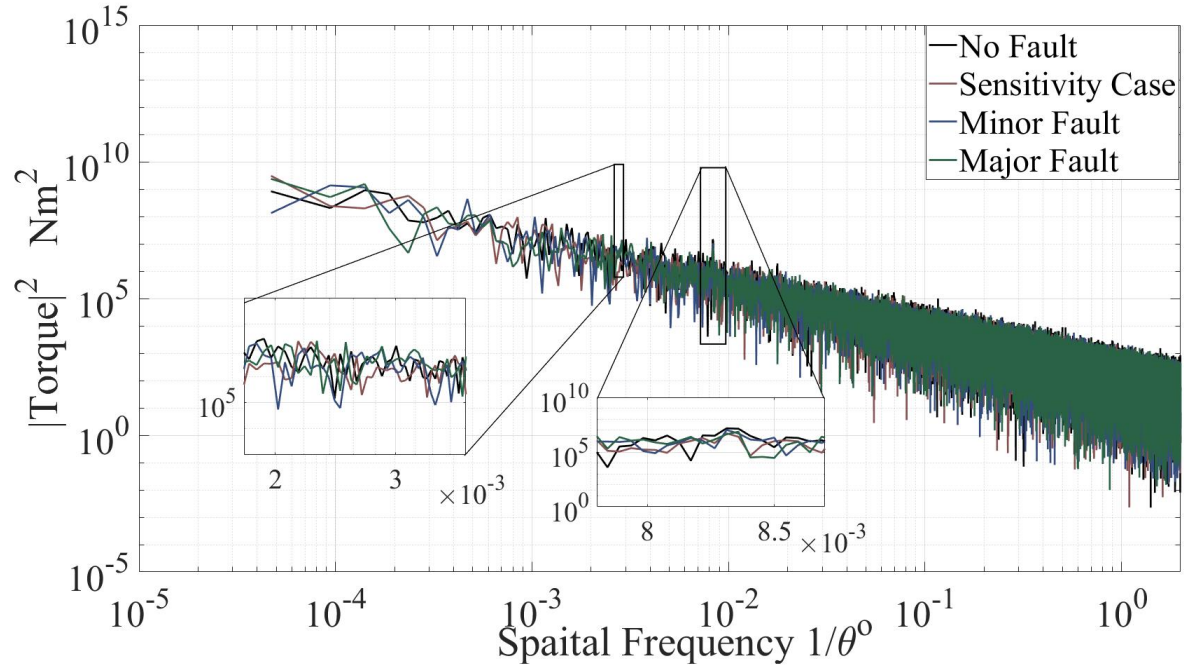 10^15
10^10
10^5
10^0
10^-5
|Torque|^2 Nm^2
No Fault
Sensitivity Case
Minor Fault
Major Fault
10^5
2 3
×10^-3
10^10
10^5
10^0
8 8.5 ×10^-3
10^-5 10^-4 10^-3 10^-2 10^-1 10^0
Spaital Frequency 1/θ^o